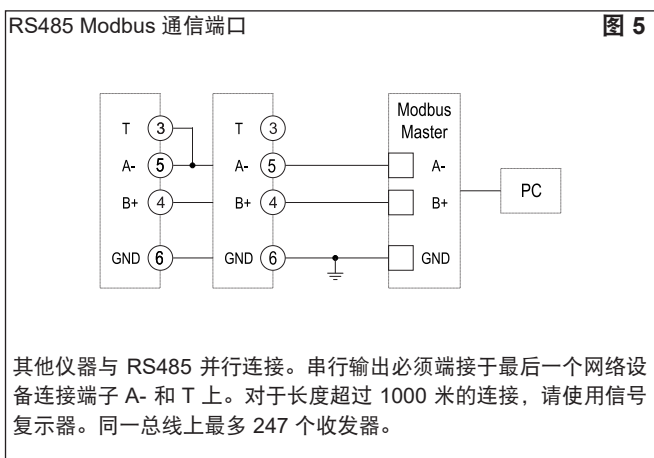 RS485 Modbus 通信端口 图 5
Modbus
Master
T 3 T 3
A- 5 A- 5 A-
B+ 4 B+ 4 B+ PC
GND 6 GND 6 GND
其他仪器与 RS485 并行连接。串行输出必须端接于最后一个网络设
备连接端子 A- 和 T 上。对于长度超过 1000 米的连接，请使用信号
复示器。同一总线上最多 247 个收发器。